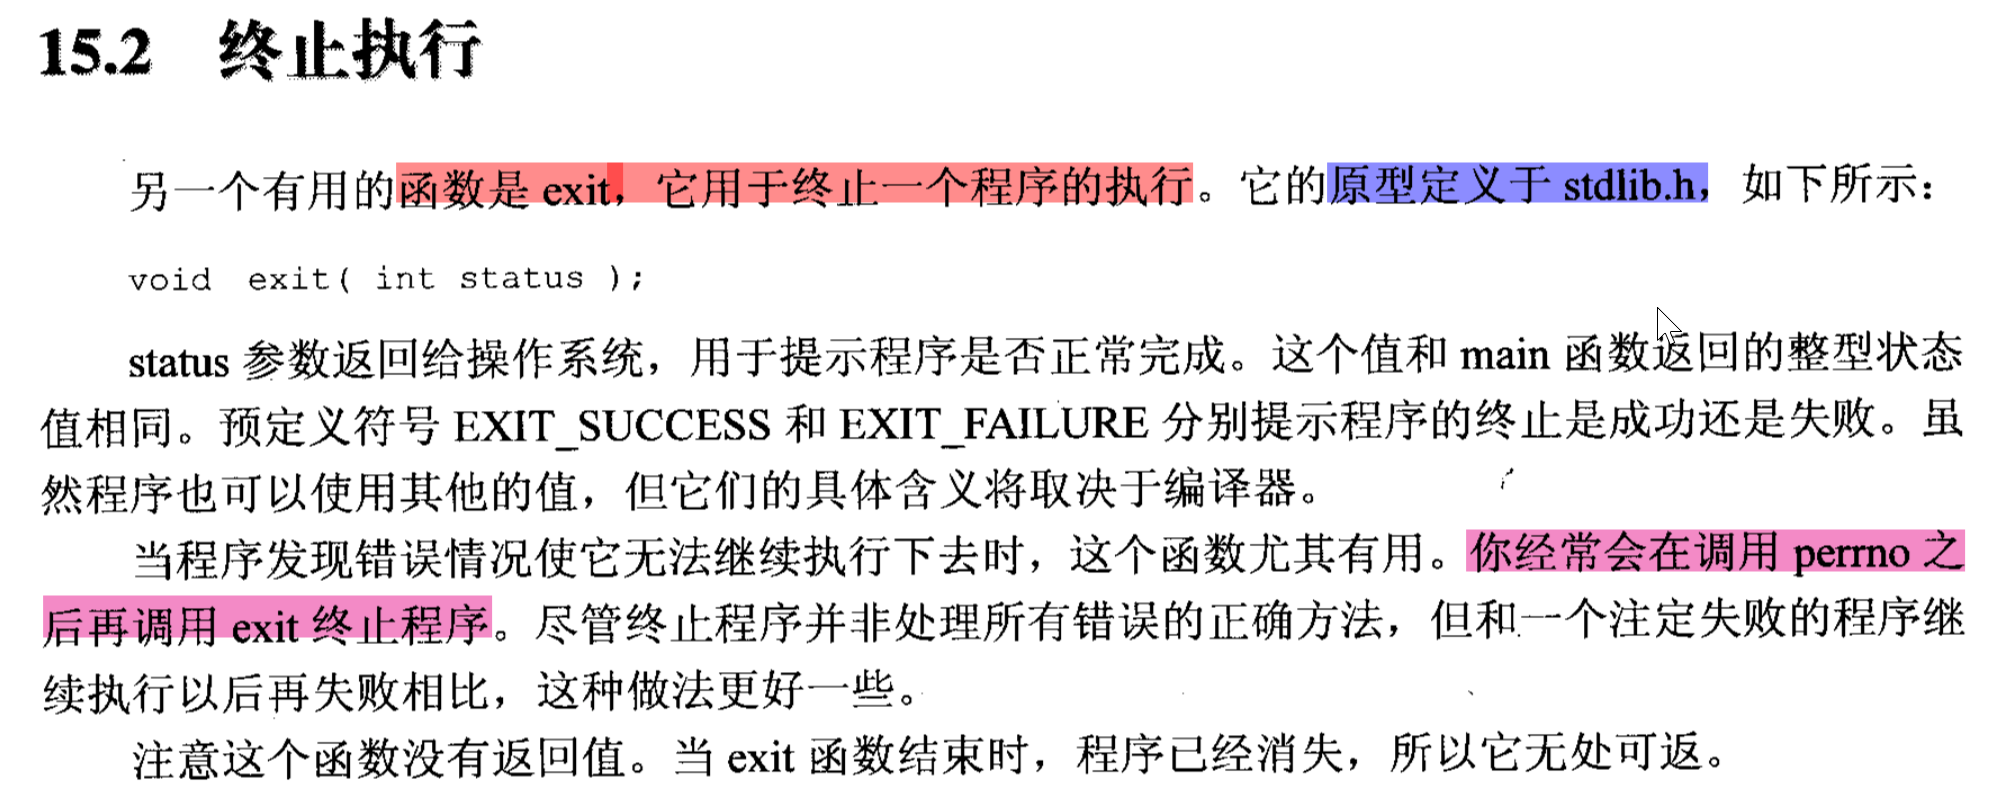 15.2 终止执行
另一个有用的函数是 exit，它用于终止一个程序的执行。它的原型定义于 stdlib.h，如下所示：
void exit( int status );
status 参数返回给操作系统，用于提示程序是否正常完成。这个值和 main 函数返回的整型状态
值相同。预定义符号 EXIT_SUCCESS 和 EXIT_FAILURE 分别提示程序的终止是成功还是失败。虽
然程序也可以使用其他的值，但它们的具体含义将取决于编译器。
当程序发现错误情况使它无法继续执行下去时，这个函数尤其有用。你经常会在调用 perrno 之
后再调用 exit 终止程序。尽管终止程序并非处理所有错误的正确方法，但和一个注定失败的程序继
续执行以后再失败相比，这种做法更好一些。
注意这个函数没有返回值。当 exit 函数结束时，程序已经消失，所以它无处可返。